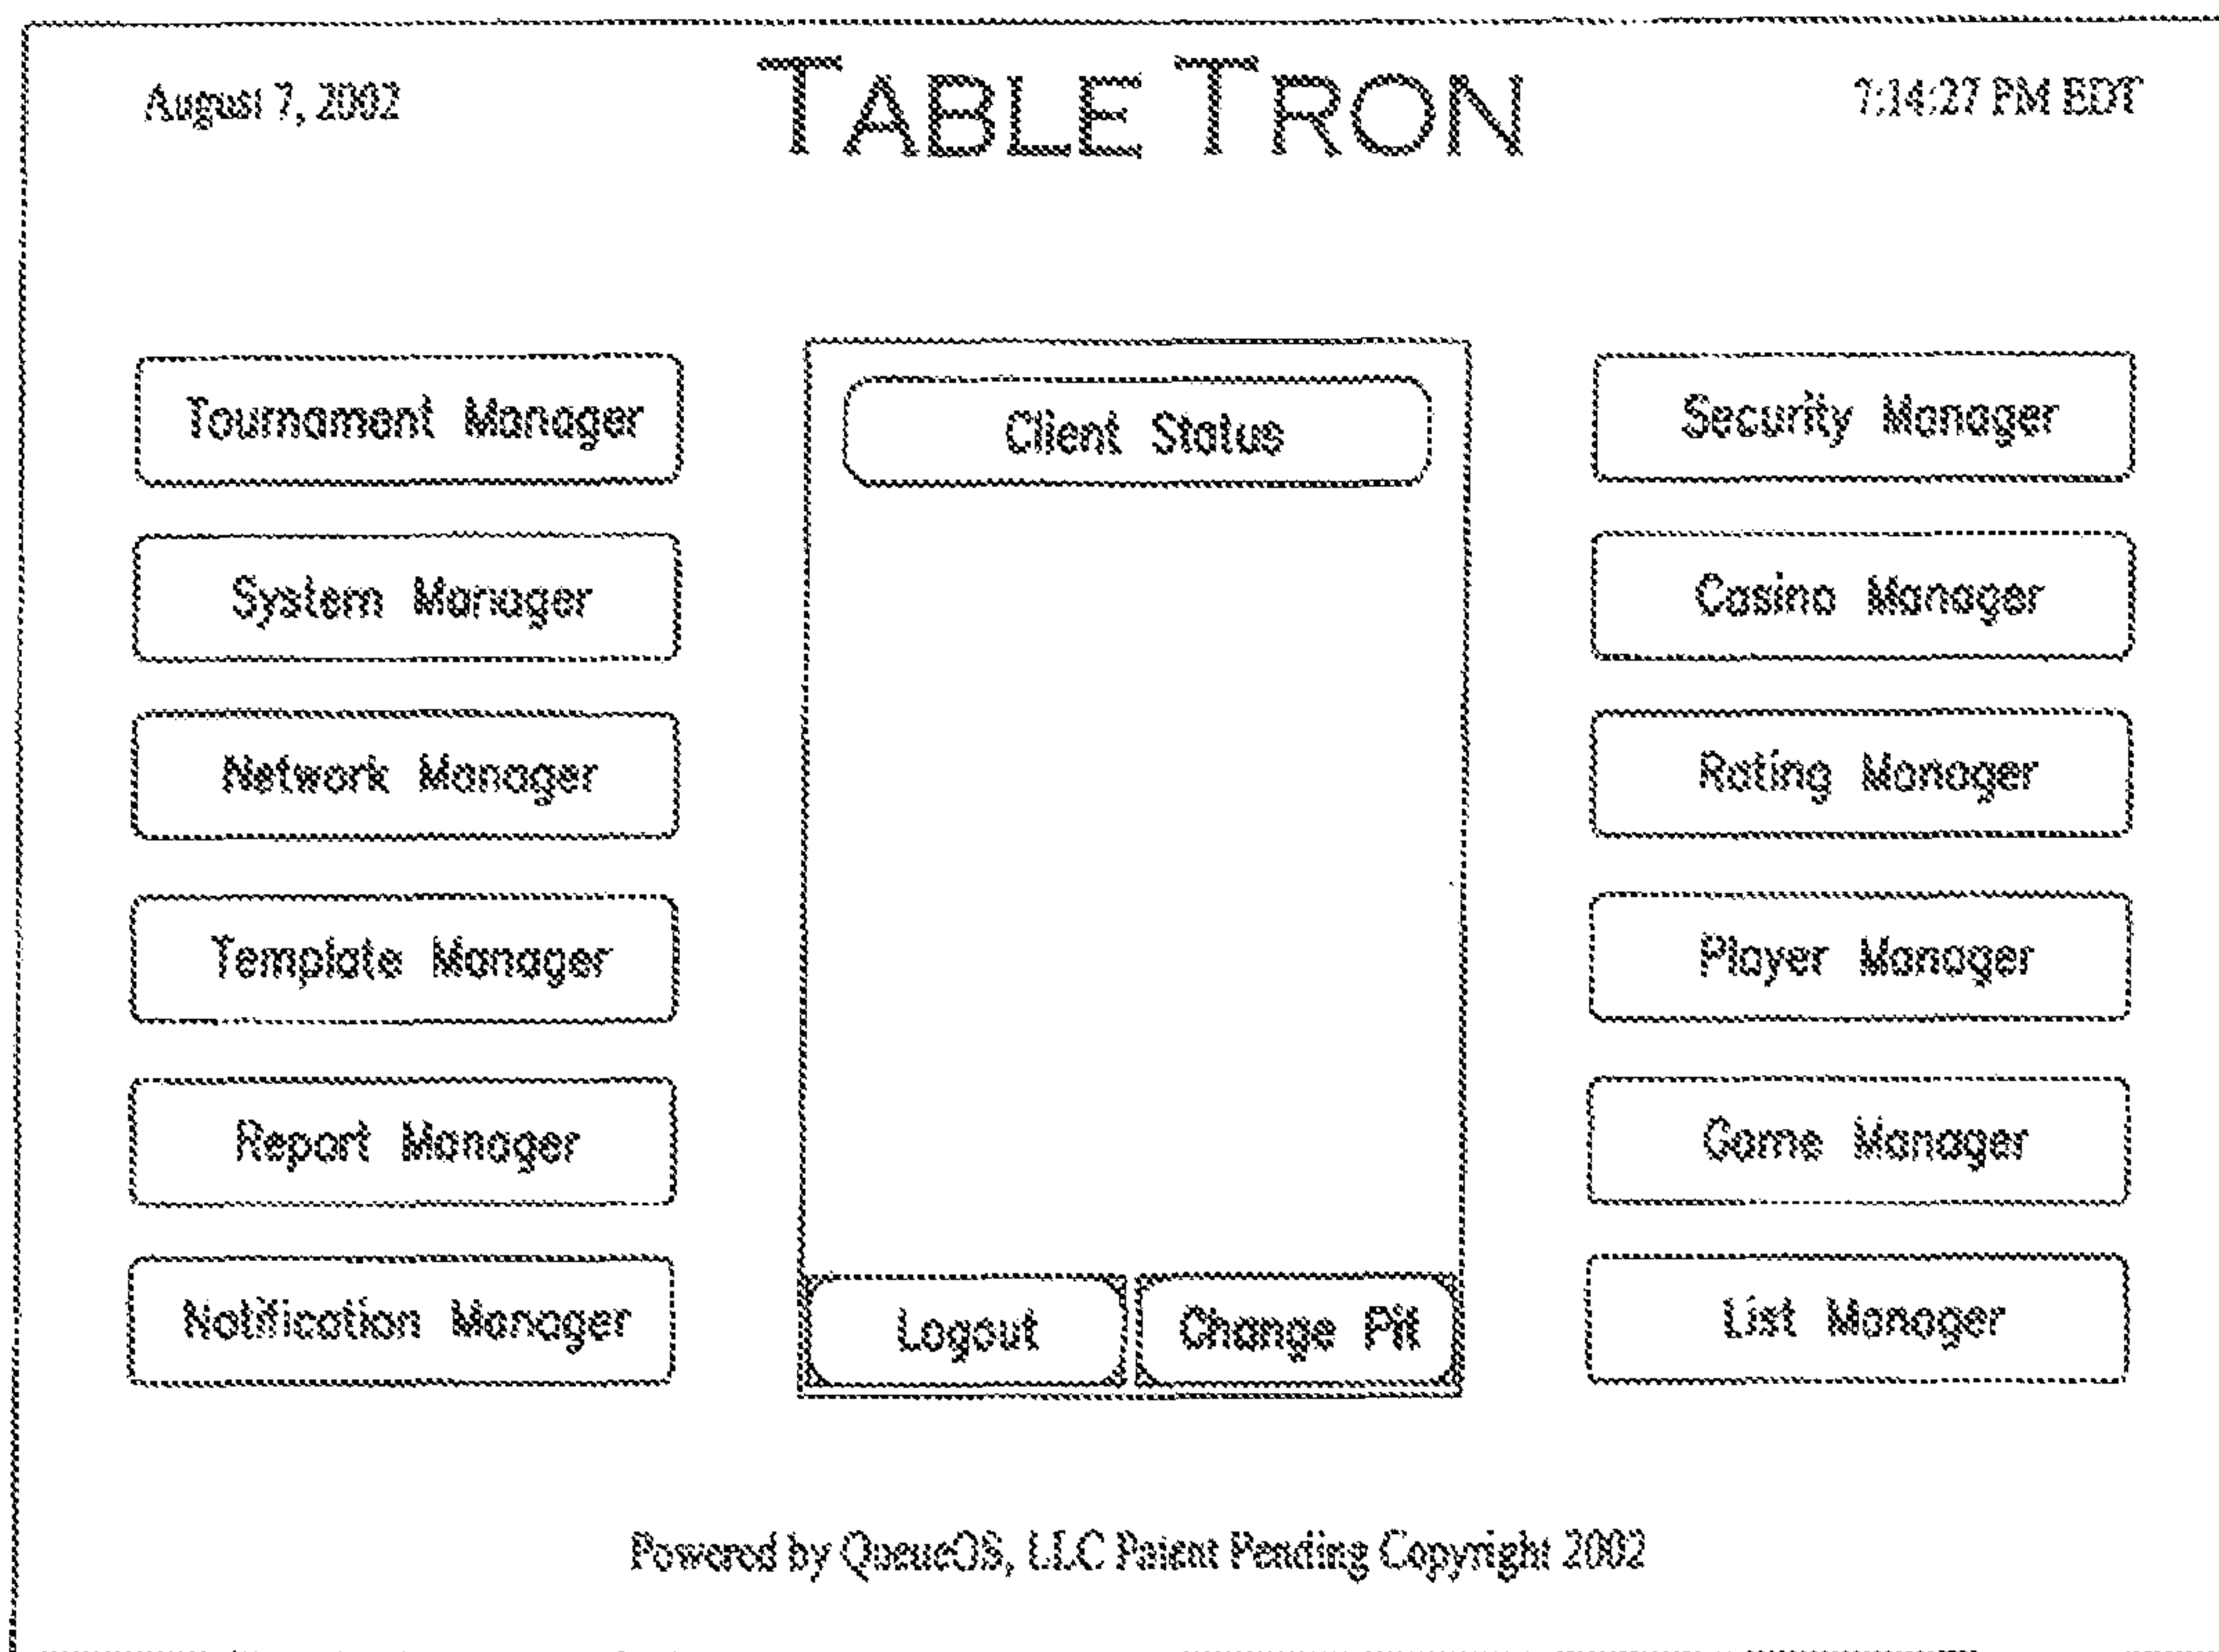 August 7, 2002
TABLE TRON
7:14:27 PM EDT
Tournament Manager
System Manager
Network Manager
Template Manager
Report Manager
Notification Manager
Client Status
Logout
Change Pit
Security Manager
Casino Manager
Rating Manager
Player Manager
Game Manager
List Manager
Powered by QueueOS, LLC Patent Pending Copyright 2002